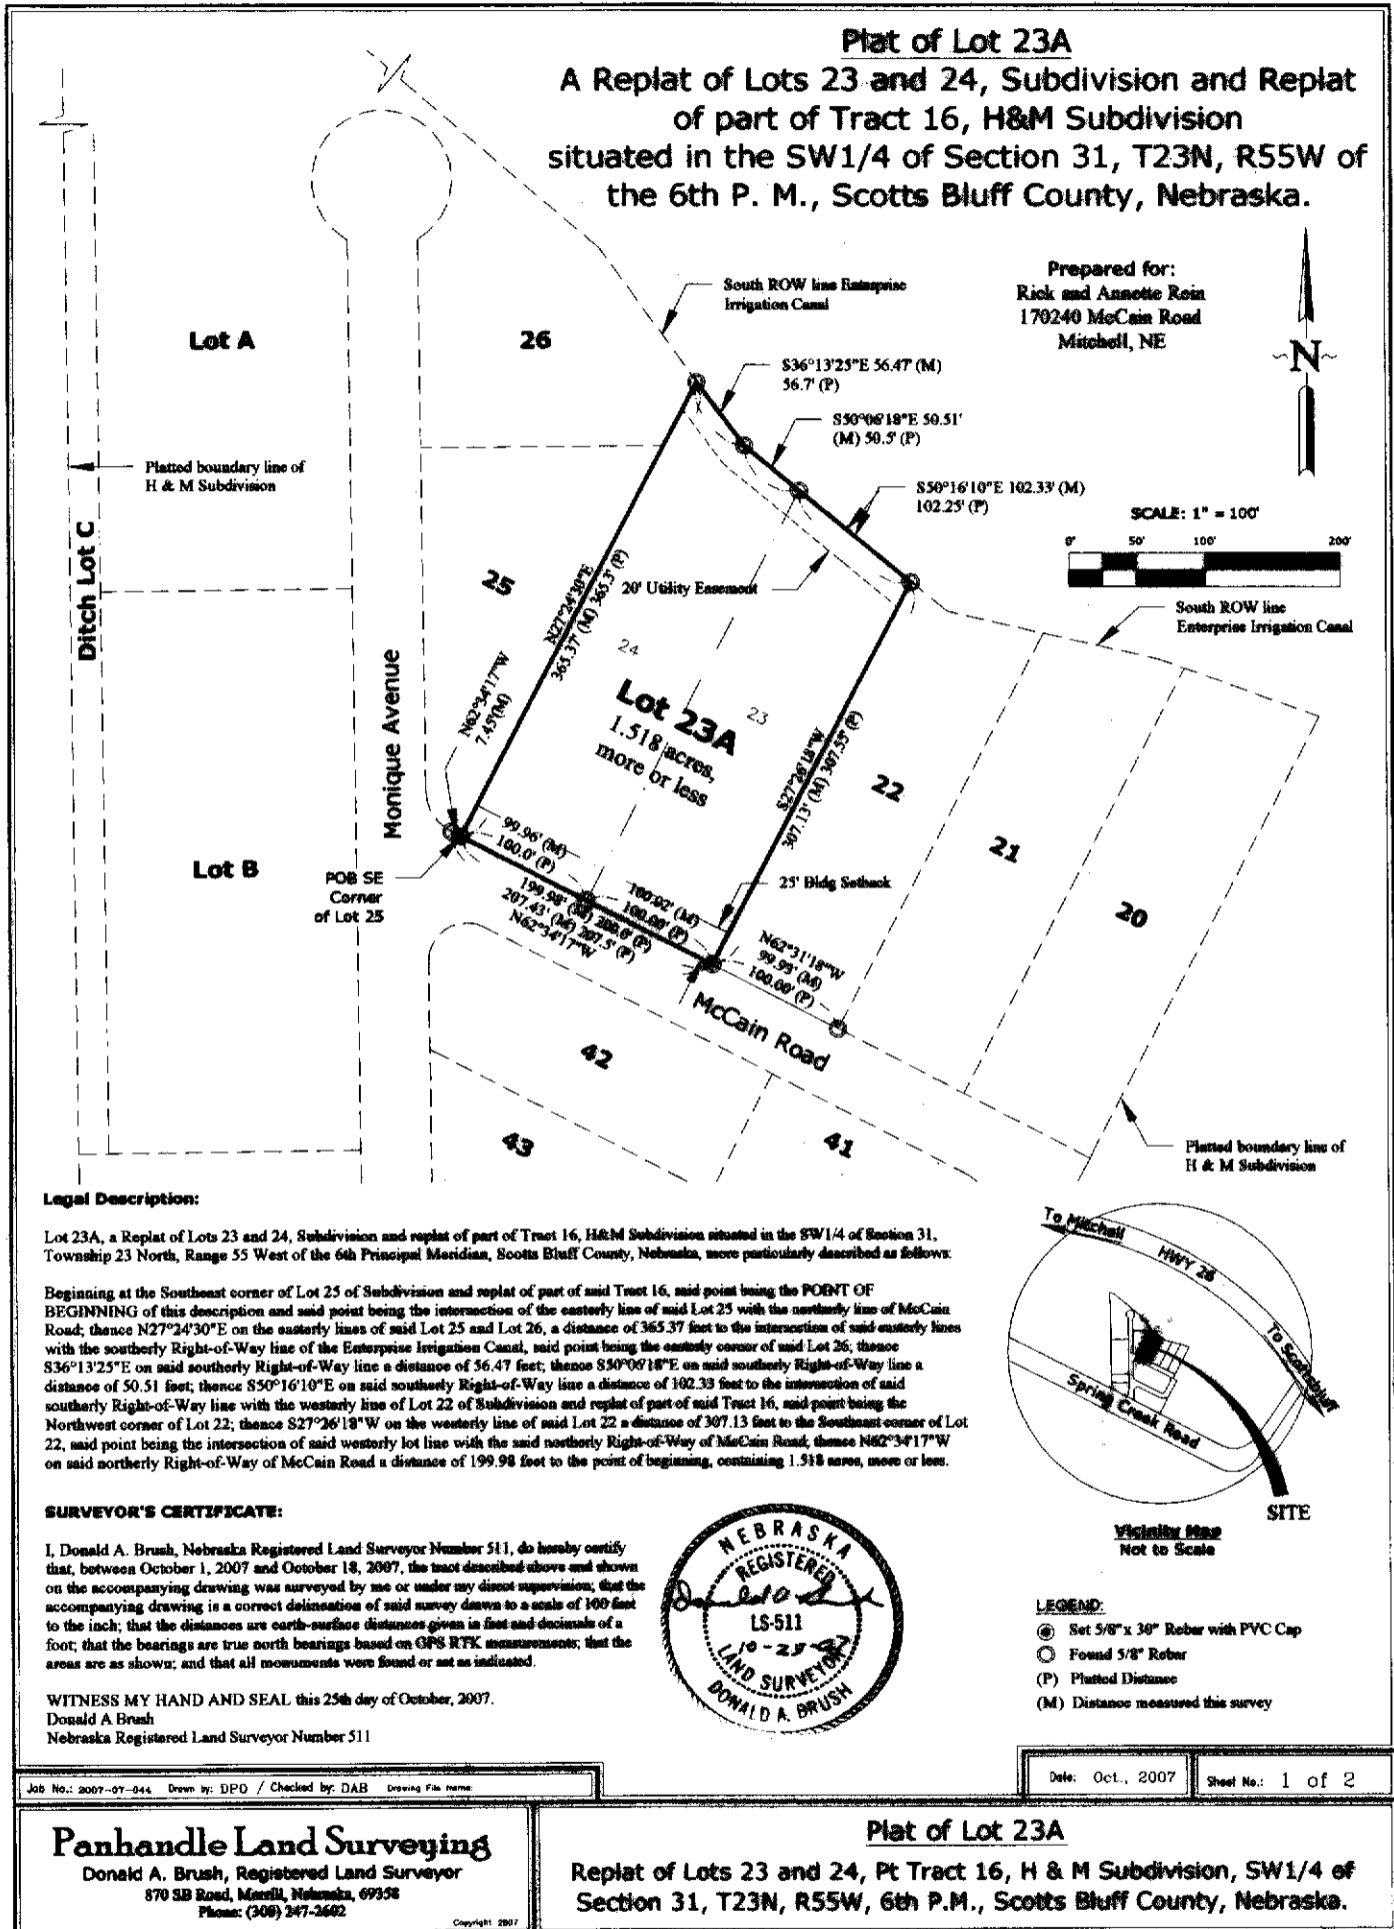 Plat of Lot 23A
A Replat of Lots 23 and 24, Subdivision and Replat
of part of Tract 16, H&M Subdivision
situated in the SW1/4 of Section 31, T23N, R55W of
the 6th P. M., Scotts Bluff County, Nebraska.
Prepared for:
Rick and Annette Rein
170240 McCain Road
Mitchell, NE
N
South ROW line Enterprise
Irrigation Canal
Lot A
26
S36°13'25"E 56.47' (M)
56.7' (P)
S50°06'18"E 50.51'
(M) 50.5' (P)
S50°16'10"E 102.33' (M)
102.25' (P)
Platted boundary line of
H & M Subdivision
SCALE: 1" = 100'
0' 50' 100' 200'
Ditch Lot C
25
N27°24'30"E
365.37' (M) 365.3' (P)
20' Utility Easement
South ROW line
Enterprise Irrigation Canal
24
Lot 23A
1.518 acres,
more or less
23
N62°34'17"W
7.45'(M)
Monique Avenue
S27°26'18"W
307.13' (M) 307.55' (P)
22
21
20
Lot B
POB SE
Corner
of Lot 25
99.96' (M)
100.0' (P)
100.02' (M)
100.00' (P)
199.98' (M) 200.0' (P)
207.43' (M) 207.5' (P)
N62°34'17"W
25' Bldg Setback
N62°31'18"W
99.99' (M)
100.00' (P)
McCain Road
42
43
41
Platted boundary line of
H & M Subdivision
Legal Description:
Lot 23A, a Replat of Lots 23 and 24, Subdivision and replat of part of Tract 16, H&M Subdivision situated in the SW1/4 of Section 31,
Township 23 North, Range 55 West of the 6th Principal Meridian, Scotts Bluff County, Nebraska, more particularly described as follows:
Beginning at the Southeast corner of Lot 25 of Subdivision and replat of part of said Tract 16, said point being the POINT OF
BEGINNING of this description and said point being the intersection of the easterly line of said Lot 25 with the northerly line of McCain
Road; thence N27°24'30"E on the easterly lines of said Lot 25 and Lot 26, a distance of 365.37 feet to the intersection of said easterly lines
with the southerly Right-of-Way line of the Enterprise Irrigation Canal, said point being the easterly corner of said Lot 26; thence
S36°13'25"E on said southerly Right-of-Way line a distance of 56.47 feet; thence S50°06'18"E on said southerly Right-of-Way line a
distance of 50.51 feet; thence S50°16'10"E on said southerly Right-of-Way line a distance of 102.33 feet to the intersection of said
southerly Right-of-Way line with the westerly line of Lot 22 of Subdivision and replat of part of said Tract 16, said point being the
Northwest corner of Lot 22; thence S27°26'18"W on the westerly line of said Lot 22 a distance of 307.13 feet to the Southeast corner of Lot
22, said point being the intersection of said westerly lot line with the said northerly Right-of-Way of McCain Road; thence N62°34'17"W
on said northerly Right-of-Way of McCain Road a distance of 199.98 feet to the point of beginning, containing 1.518 acres, more or less.
To Mitchell
HWY 26
To Scottsbluff
Spring Creek Road
SITE
Vicinity Map
Not to Scale
SURVEYOR'S CERTIFICATE:
I, Donald A. Brush, Nebraska Registered Land Surveyor Number 511, do hereby certify
that, between October 1, 2007 and October 18, 2007, the tract described above and shown
on the accompanying drawing was surveyed by me or under my direct supervision; that the
accompanying drawing is a correct delineation of said survey drawn to a scale of 100 feet
to the inch; that the distances are earth-surface distances given in feet and decimals of a
foot; that the bearings are true north bearings based on GPS RTK measurements; that the
areas are as shown; and that all monuments were found or set as indicated.
WITNESS MY HAND AND SEAL this 25th day of October, 2007.
Donald A Brush
Nebraska Registered Land Surveyor Number 511
NEBRASKA
REGISTERED
LS-511
10-25-07
LAND SURVEYOR
DONALD A. BRUSH
LEGEND:
Set 5/8" x 30" Rebar with PVC Cap
Found 5/8" Rebar
(P) Platted Distance
(M) Distance measured this survey
Job No.: 2007-07-044 Drawn by: DPO / Checked by: DAB Drawing File Name:
Date: Oct., 2007
Sheet No.: 1 of 2
Panhandle Land Surveying
Donald A. Brush, Registered Land Surveyor
870 SB Road, Morrill, Nebraska, 69358
Phone: (308) 247-2602
Copyright 2007
Plat of Lot 23A
Replat of Lots 23 and 24, Pt Tract 16, H & M Subdivision, SW1/4 of
Section 31, T23N, R55W, 6th P.M., Scotts Bluff County, Nebraska.